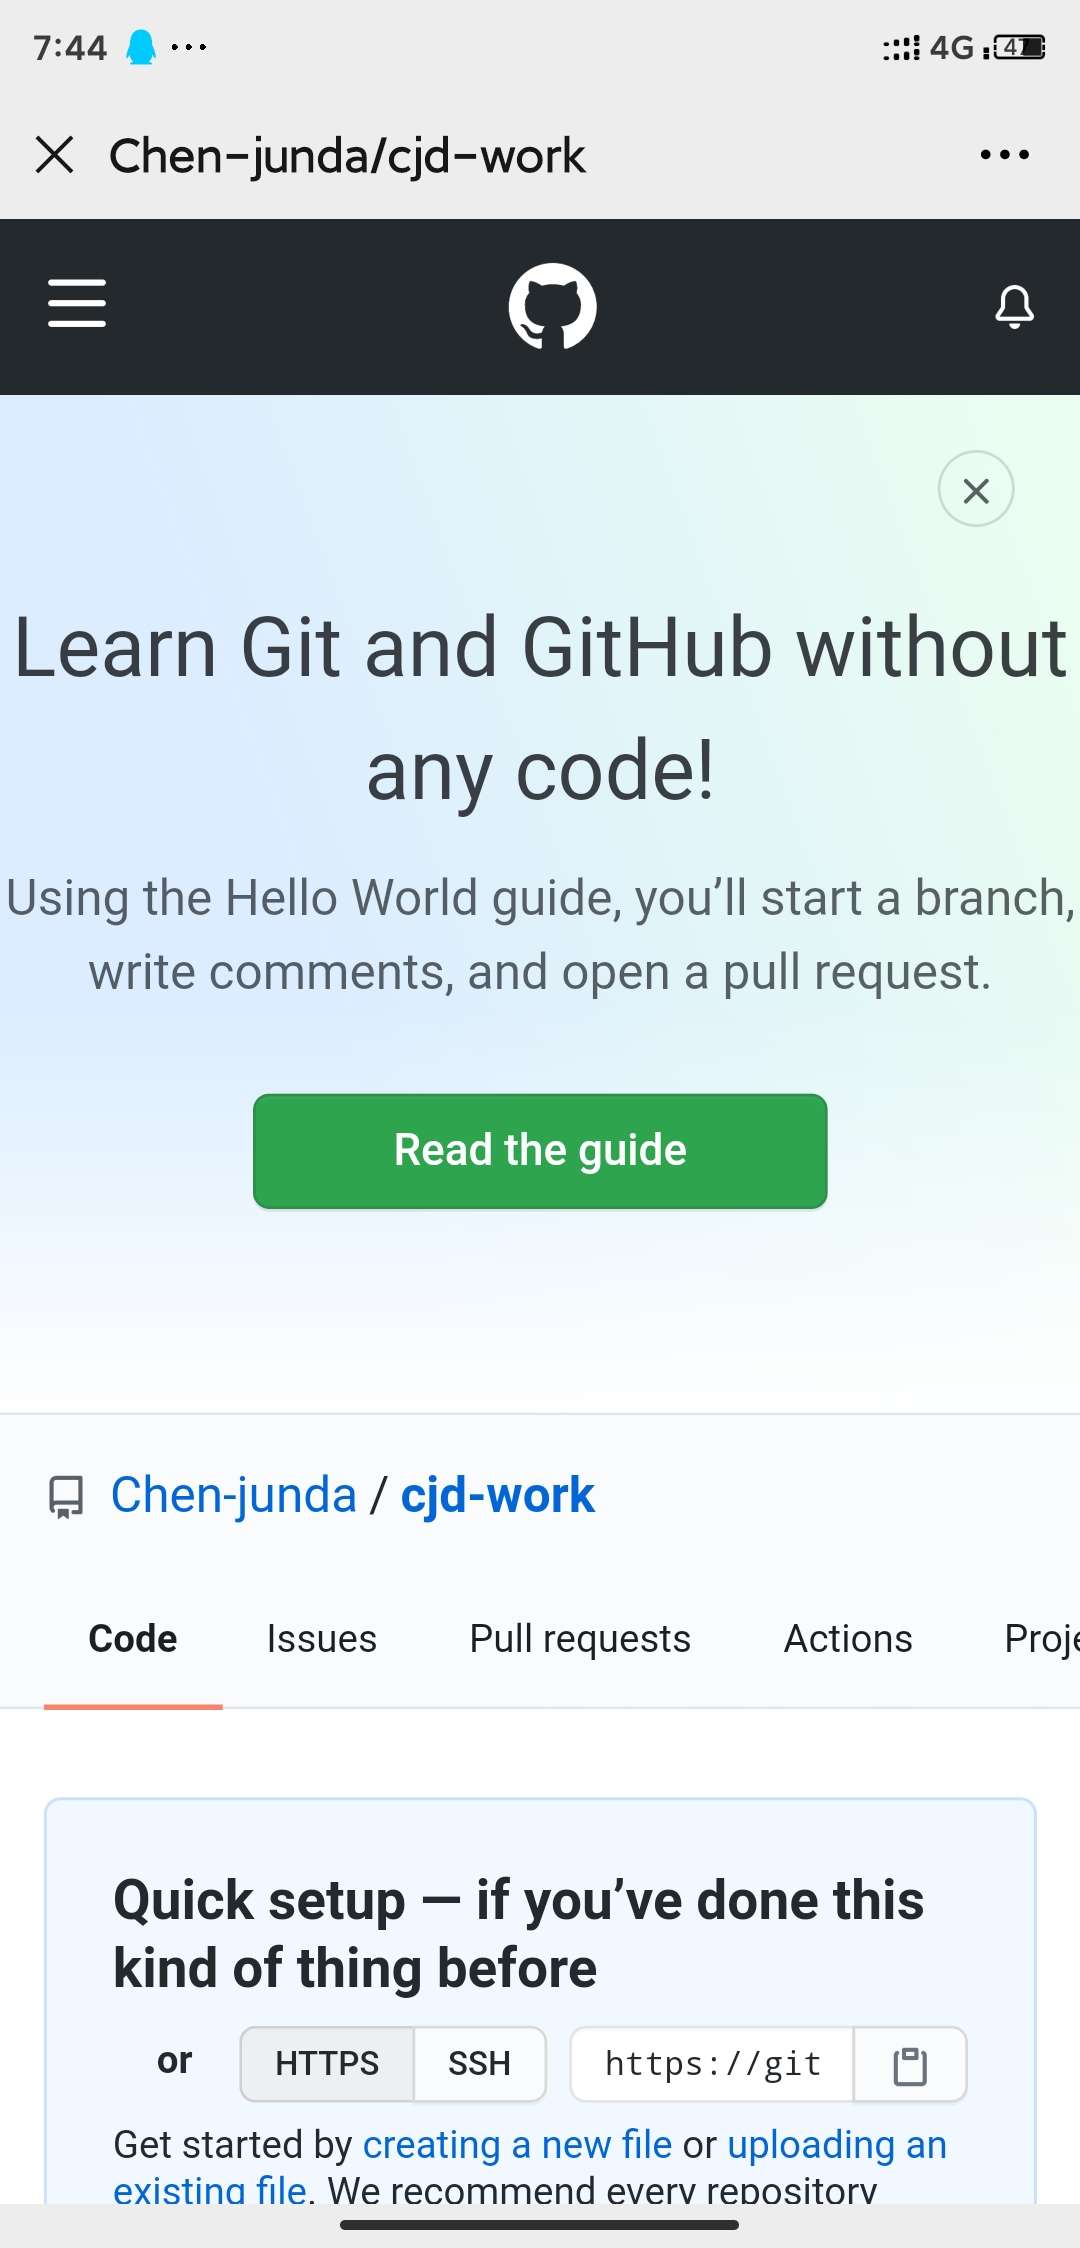 7:44
4G
47
Chen-junda/cjd-work
Learn Git and GitHub without
any code!
Using the Hello World guide, you’ll start a branch,
write comments, and open a pull request.
Read the guide
Chen-junda / cjd-work
Code Issues Pull requests Actions Proje
Quick setup — if you’ve done this
kind of thing before
or HTTPS SSH https://git
Get started by creating a new file or uploading an
existing file. We recommend every repository